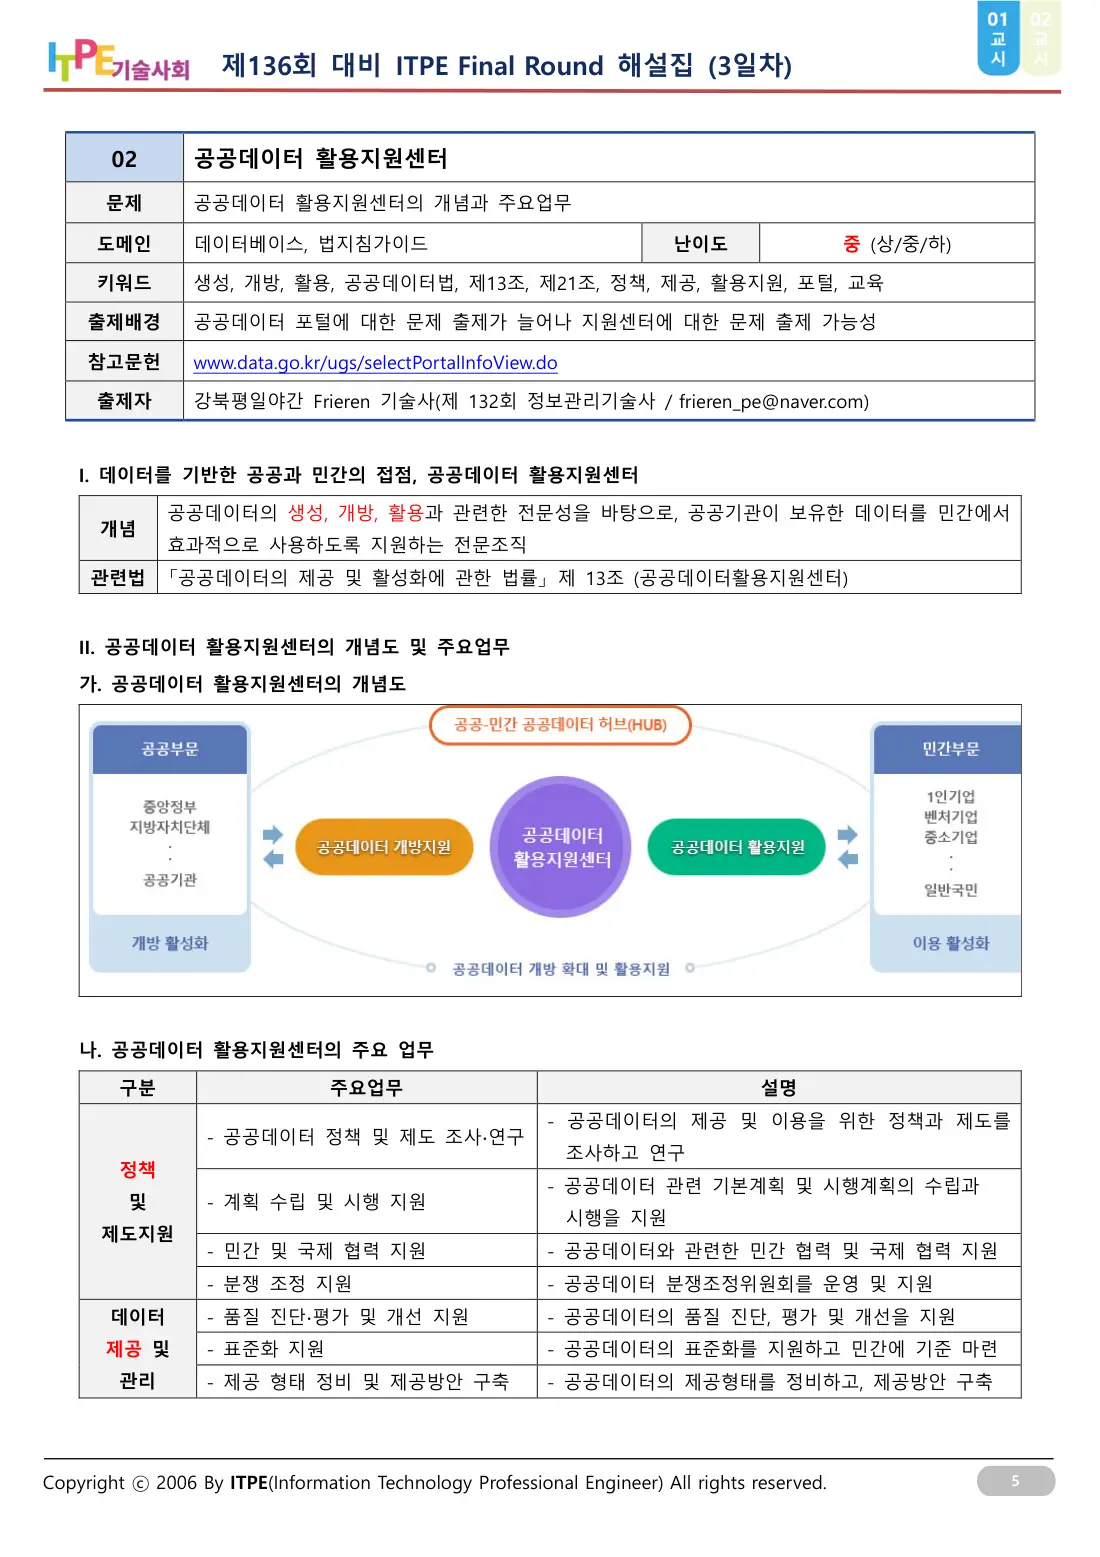 ITPE기술사회 제136회 대비 ITPE Final Round 해설집 (3일차)
01 교시
02 교시
02 공공데이터 활용지원센터
문제 공공데이터 활용지원센터의 개념과 주요업무
도메인 데이터베이스, 법지침가이드 난이도 중 (상/중/하)
키워드 생성, 개방, 활용, 공공데이터법, 제13조, 제21조, 정책, 제공, 활용지원, 포털, 교육
출제배경 공공데이터 포털에 대한 문제 출제가 늘어나 지원센터에 대한 문제 출제 가능성
참고문헌 www.data.go.kr/ugs/selectPortalInfoView.do
출제자 강북평일야간 Frieren 기술사(제 132회 정보관리기술사 / frieren_pe@naver.com)
I. 데이터를 기반한 공공과 민간의 접점, 공공데이터 활용지원센터
개념 공공데이터의 생성, 개방, 활용과 관련한 전문성을 바탕으로, 공공기관이 보유한 데이터를 민간에서
효과적으로 사용하도록 지원하는 전문조직
관련법 「공공데이터의 제공 및 활성화에 관한 법률」제 13조 (공공데이터활용지원센터)
II. 공공데이터 활용지원센터의 개념도 및 주요업무
가. 공공데이터 활용지원센터의 개념도
공공-민간 공공데이터 허브(HUB)
공공부문
중앙정부
지방자치단체
.
.
공공기관
개방 활성화
공공데이터 개방지원
공공데이터
활용지원센터
공공데이터 활용지원
민간부문
1인기업
벤처기업
중소기업
.
.
일반국민
이용 활성화
공공데이터 개방 확대 및 활용지원
나. 공공데이터 활용지원센터의 주요 업무
구분 주요업무 설명
정책
및
제도지원
- 공공데이터 정책 및 제도 조사·연구
- 공공데이터의 제공 및 이용을 위한 정책과 제도를
조사하고 연구
- 계획 수립 및 시행 지원
- 공공데이터 관련 기본계획 및 시행계획의 수립과
시행을 지원
- 민간 및 국제 협력 지원 - 공공데이터와 관련한 민간 협력 및 국제 협력 지원
- 분쟁 조정 지원 - 공공데이터 분쟁조정위원회를 운영 및 지원
데이터
제공 및
관리
- 품질 진단·평가 및 개선 지원 - 공공데이터의 품질 진단, 평가 및 개선을 지원
- 표준화 지원 - 공공데이터의 표준화를 지원하고 민간에 기준 마련
- 제공 형태 정비 및 제공방안 구축 - 공공데이터의 제공형태를 정비하고, 제공방안 구축
Copyright ⓒ 2006 By ITPE(Information Technology Professional Engineer) All rights reserved. 5